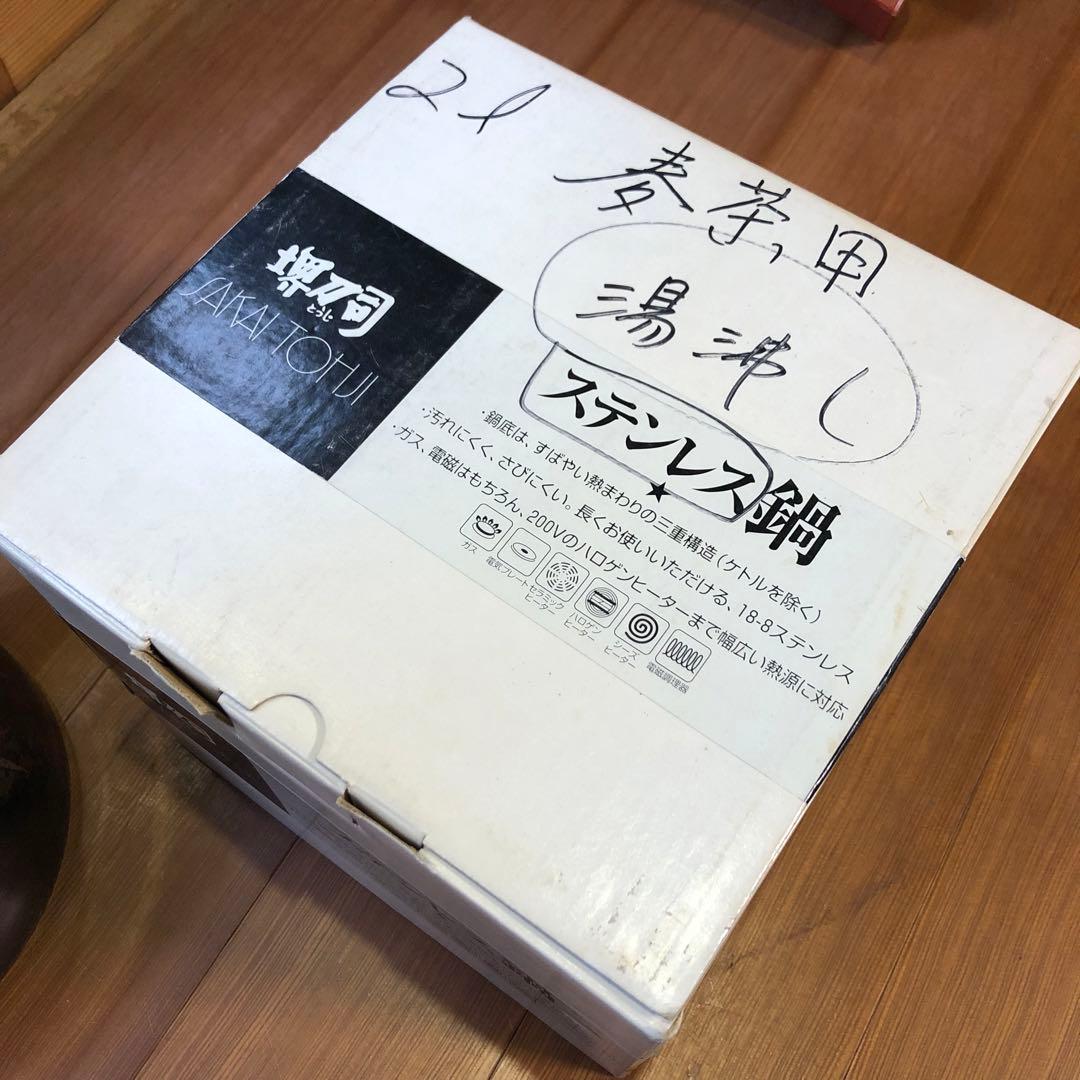 2l
麦茶用
湯沸し
堺刀司
とうじ
SAKAI TOHJI
ステンレス鍋
★
・鍋底は、すばやい熱まわりの三重構造(ケトルを除く)
・汚れにくく、さびにくい。長くお使いいただける、18-8ステンレス
・ガス、電磁はもちろん、200Vのハロゲンヒーターまで幅広い熱源に対応
ガス
電気プレート
セラミックヒーター
ハロゲンヒーター
シーズヒーター
電磁調理器